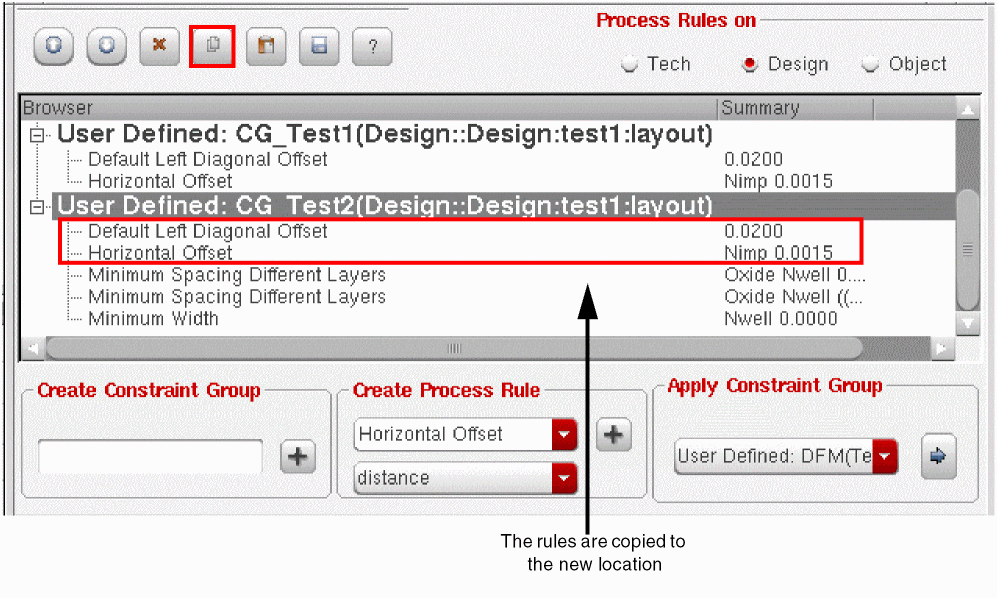 Process Rules on
?
Tech Design Object
Browser Summary
User Defined: CG_Test1(Design::Design:test1:layout)
Default Left Diagonal Offset 0.0200
Horizontal Offset Nimp 0.0015
User Defined: CG_Test2(Design::Design:test1:layout)
Default Left Diagonal Offset 0.0200
Horizontal Offset Nimp 0.0015
Minimum Spacing Different Layers Oxide Nwell 0....
Minimum Spacing Different Layers Oxide Nwell ((...
Minimum Width Nwell 0.0000
Create Constraint Group Create Process Rule Apply Constraint Group
Horizontal Offset
User Defined: DFM(Te
distance
The rules are copied to
the new location